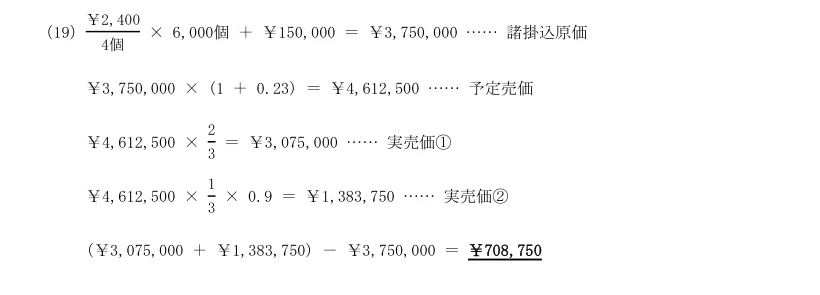 (19) ￥2,400/4個 × 6,000個 ＋ ￥150,000 ＝ ￥3,750,000 …… 諸掛込原価
￥3,750,000 × (1 ＋ 0.23) ＝ ￥4,612,500 …… 予定売価
￥4,612,500 × 2/3 ＝ ￥3,075,000 …… 実売価①
￥4,612,500 × 1/3 × 0.9 ＝ ￥1,383,750 …… 実売価②
(￥3,075,000 ＋ ￥1,383,750) － ￥3,750,000 ＝ ￥708,750